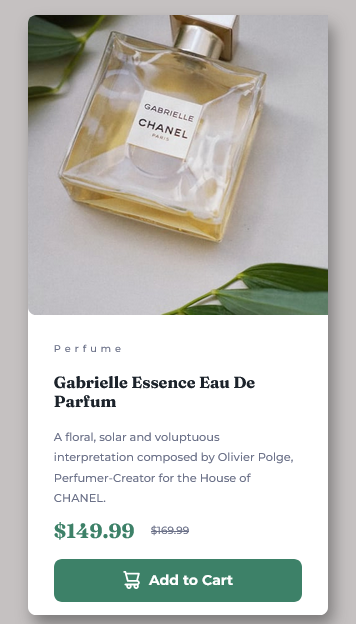 GABRIELLE
CHANEL
PARIS
Perfume
Gabrielle Essence Eau De
Parfum
A floral, solar and voluptuous
interpretation composed by Olivier Polge,
Perfumer-Creator for the House of
CHANEL.
$149.99 $169.99
Add to Cart